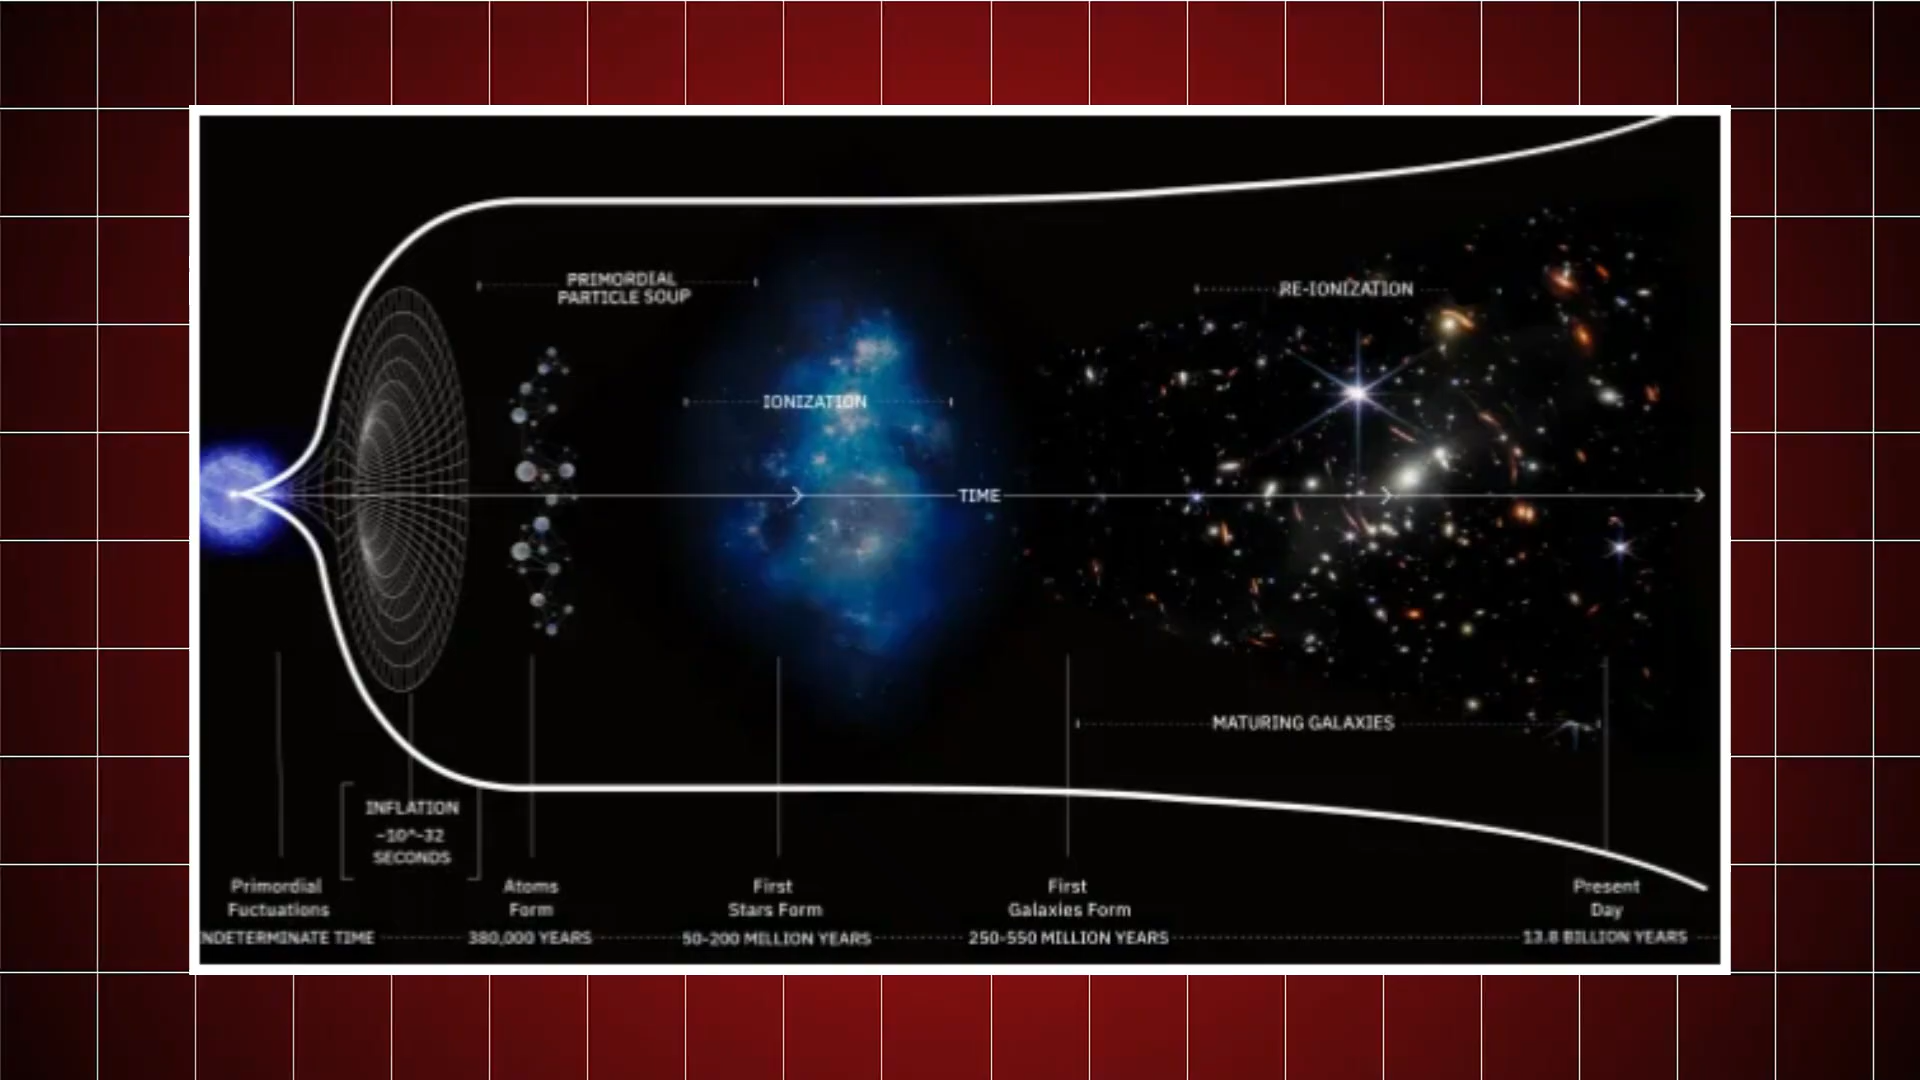 PRIMORDIAL
PARTICLE SOUP
RE-IONIZATION
IONIZATION
TIME
MATURING GALAXIES
INFLATION
~10^-32
SECONDS
Primordial
Fuctuations
Atoms
Form
First
Stars Form
First
Galaxies Form
Present
Day
NDETERMINATE TIME
380,000 YEARS
50-200 MILLION YEARS
250-550 MILLION YEARS
13.8 BILLION YEARS